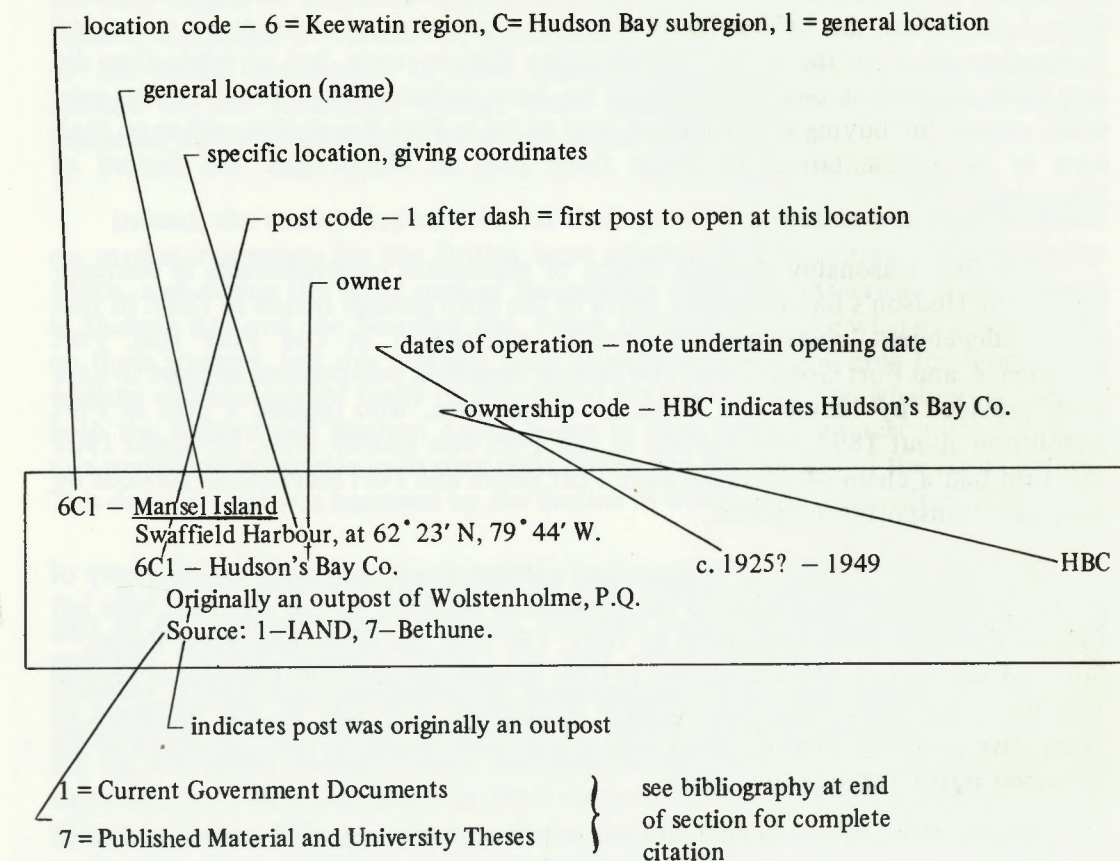 location code – 6 = Keewatin region, C= Hudson Bay subregion, 1 = general location
general location (name)
specific location, giving coordinates
post code – 1 after dash = first post to open at this location
owner
dates of operation – note undertain opening date
ownership code – HBC indicates Hudson's Bay Co.
6C1 – Mansel Island
Swaffield Harbour, at 62° 23′ N, 79° 44′ W.
6C1 – Hudson's Bay Co. c. 1925? – 1949 HBC
Originally an outpost of Wolstenholme, P.Q.
Source: 1–IAND, 7–Bethune.
indicates post was originally an outpost
1 = Current Government Documents
7 = Published Material and University Theses
see bibliography at end
of section for complete
citation